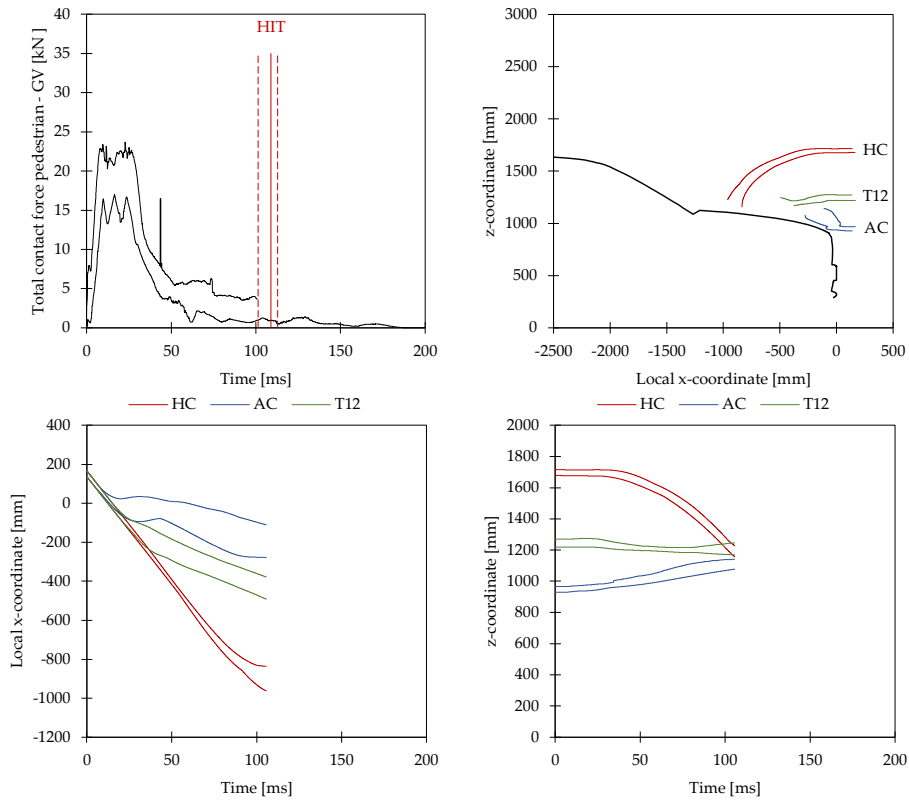 Total contact force pedestrian - GV [kN]
40
35
30
25
20
15
10
5
0
HIT
0 50 100 150 200
Time [ms]
z-coordinate [mm]
3000
2500
2000
1500
1000
500
0
HC
T12
AC
-2500 -2000 -1500 -1000 -500 0 500
Local x-coordinate [mm]
HC AC T12
Local x-coordinate [mm]
400
200
0
-200
-400
-600
-800
-1000
-1200
0 50 100 150 200
Time [ms]
HC AC T12
z-coordinate [mm]
2000
1800
1600
1400
1200
1000
800
600
400
200
0
0 50 100 150 200
Time [ms]